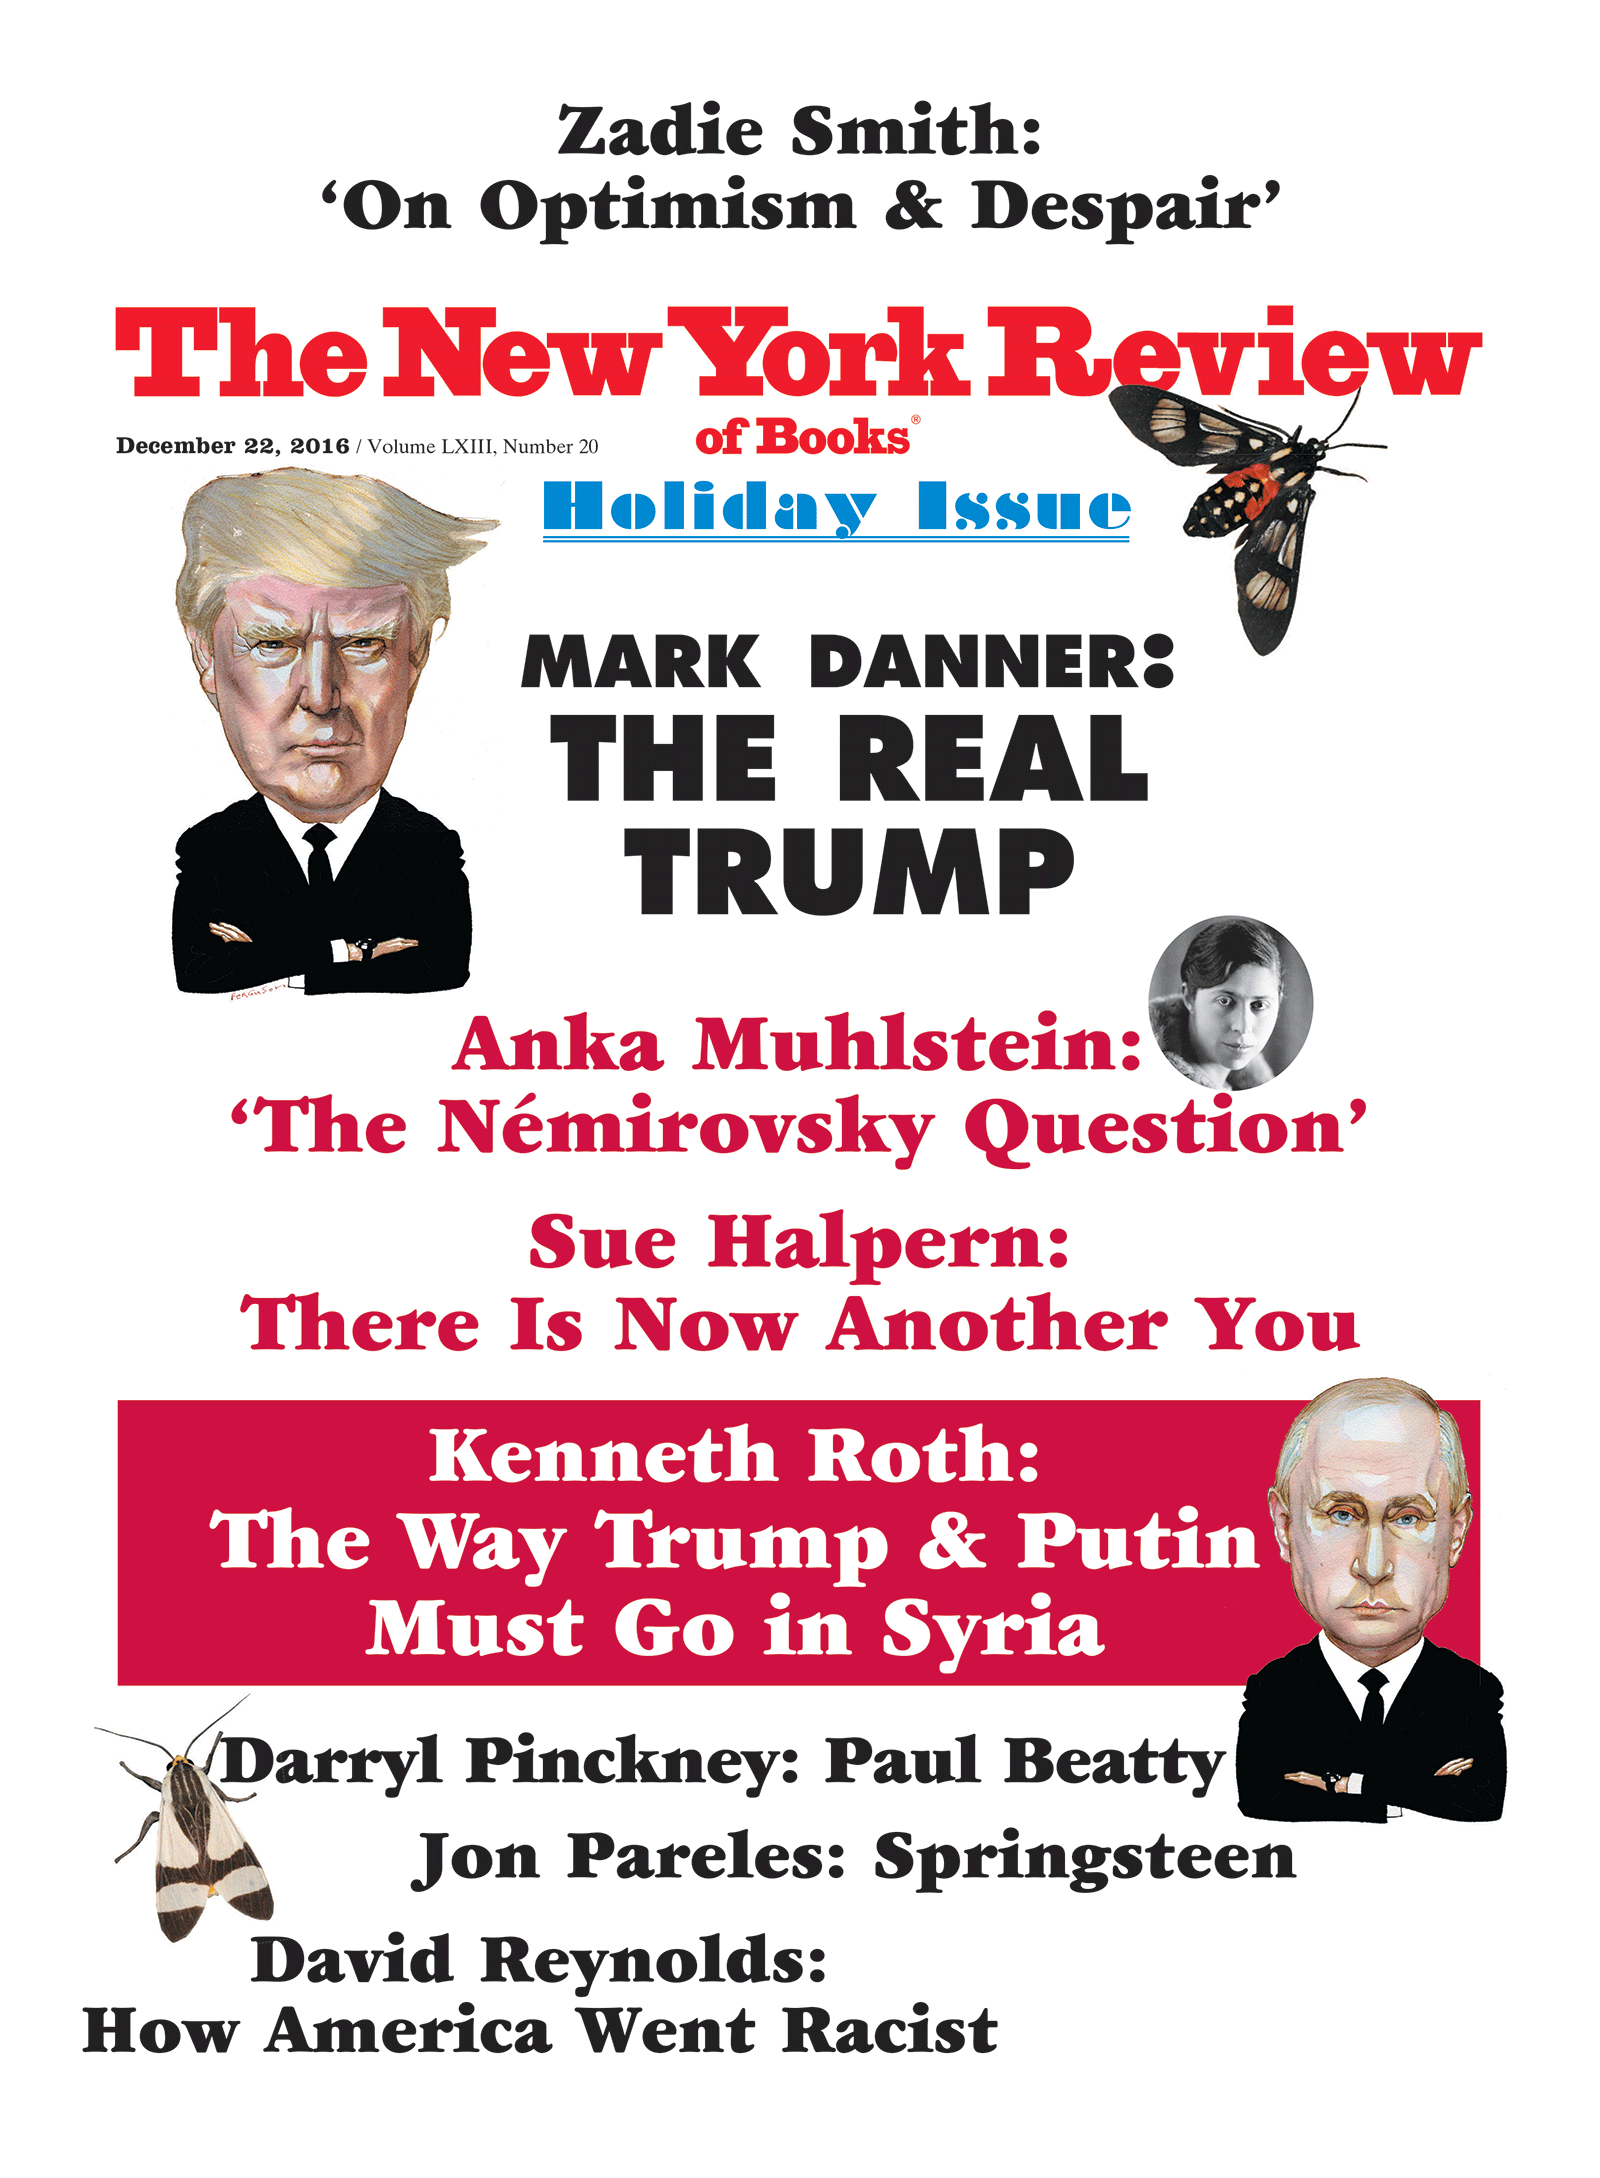 Zadie Smith:
‘On Optimism & Despair’
The New York Review
of Books®
December 22, 2016 / Volume LXIII, Number 20
Holiday Issue
MARK DANNER:
THE REAL
TRUMP
Ferguson
Anka Muhlstein:
‘The Némirovsky Question’
Sue Halpern:
There Is Now Another You
Kenneth Roth:
The Way Trump & Putin
Must Go in Syria
Darryl Pinckney: Paul Beatty
Jon Pareles: Springsteen
David Reynolds:
How America Went Racist